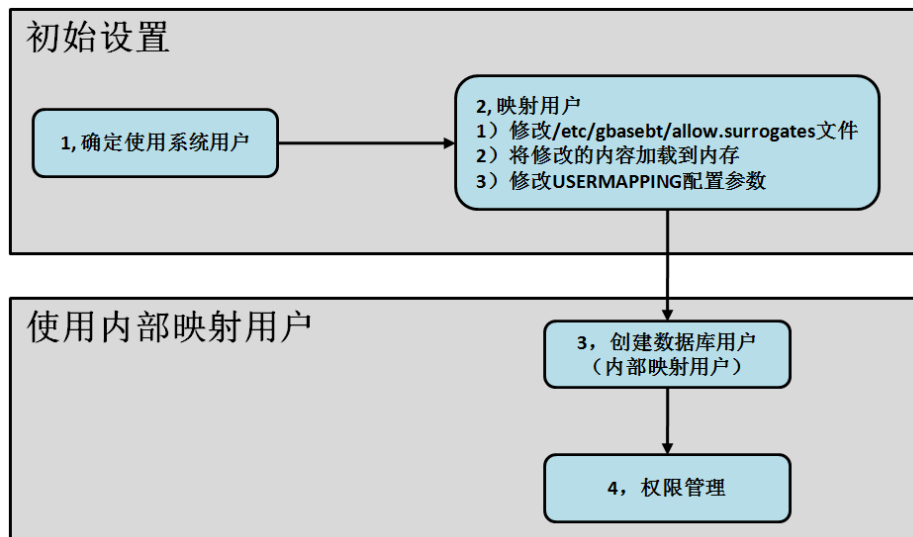 初始设置
1,确定使用系统用户
2,映射用户
1）修改/etc/gbasebt/allow.surrogates文件
2）将修改的内容加载到内存
3）修改USERMAPPING配置参数
使用内部映射用户
3，创建数据库用户
（内部映射用户）
4，权限管理